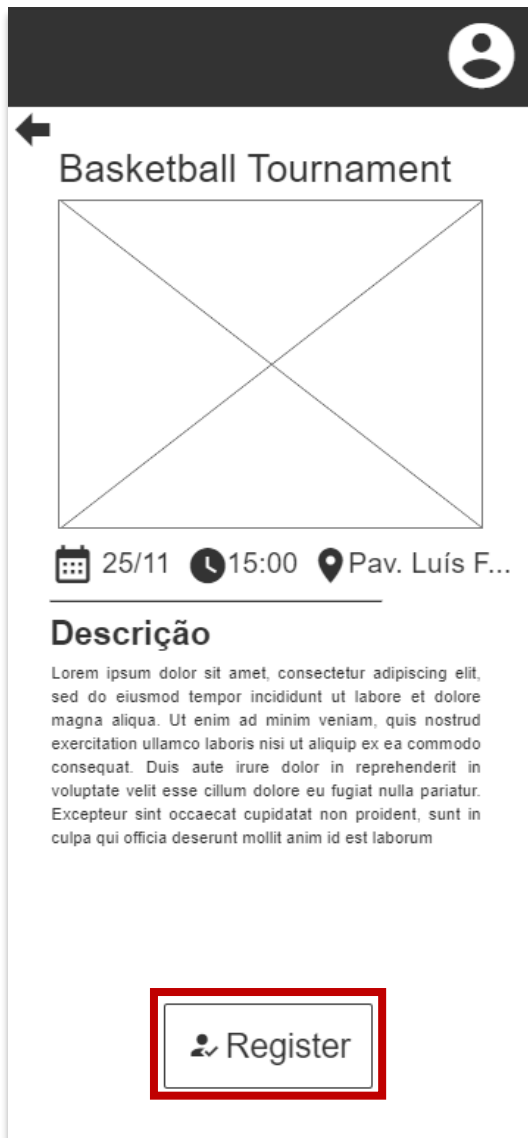 Basketball Tournament
25/11 15:00 Pav. Luís F...
Descrição
Lorem ipsum dolor sit amet, consectetur adipiscing elit,
sed do eiusmod tempor incididunt ut labore et dolore
magna aliqua. Ut enim ad minim veniam, quis nostrud
exercitation ullamco laboris nisi ut aliquip ex ea commodo
consequat. Duis aute irure dolor in reprehenderit in
voluptate velit esse cillum dolore eu fugiat nulla pariatur.
Excepteur sint occaecat cupidatat non proident, sunt in
culpa qui officia deserunt mollit anim id est laborum
Register